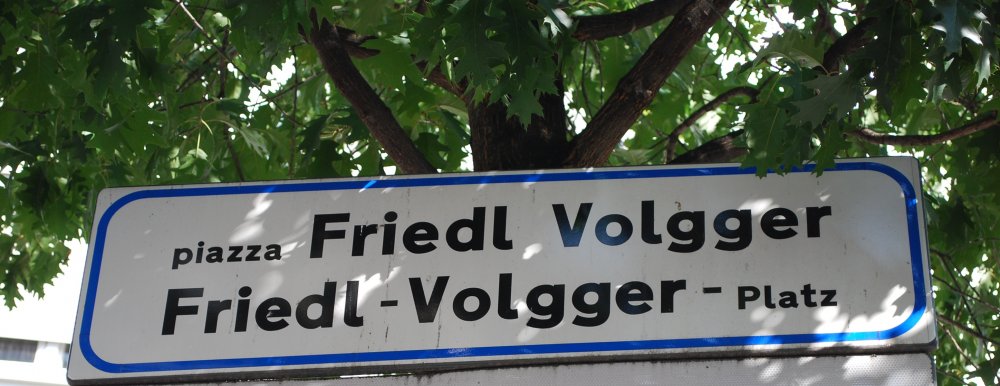 piazza Friedl Volgger
Friedl-Volgger-Platz